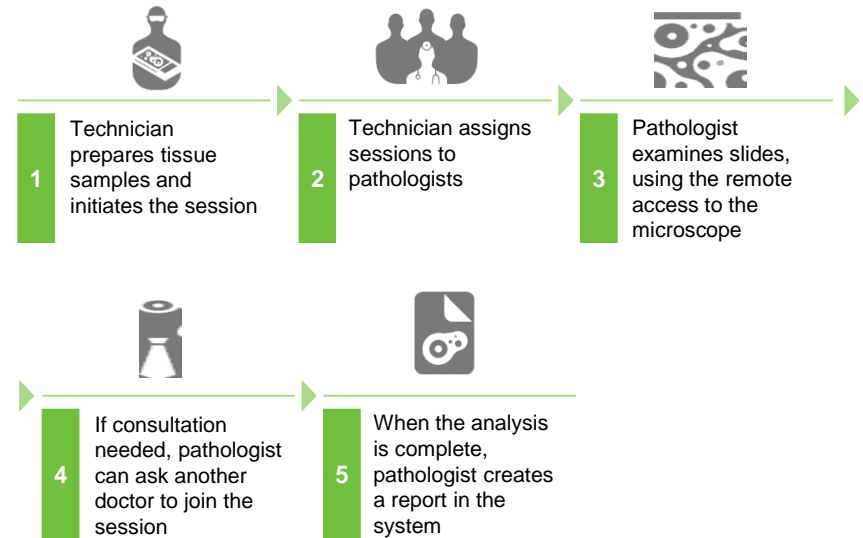 1
Technician
prepares tissue
samples and
initiates the session
2
Technician assigns
sessions to
pathologists
3
Pathologist
examines slides,
using the remote
access to the
microscope
4
If consultation
needed, pathologist
can ask another
doctor to join the
session
5
When the analysis
is complete,
pathologist creates
a report in the
system